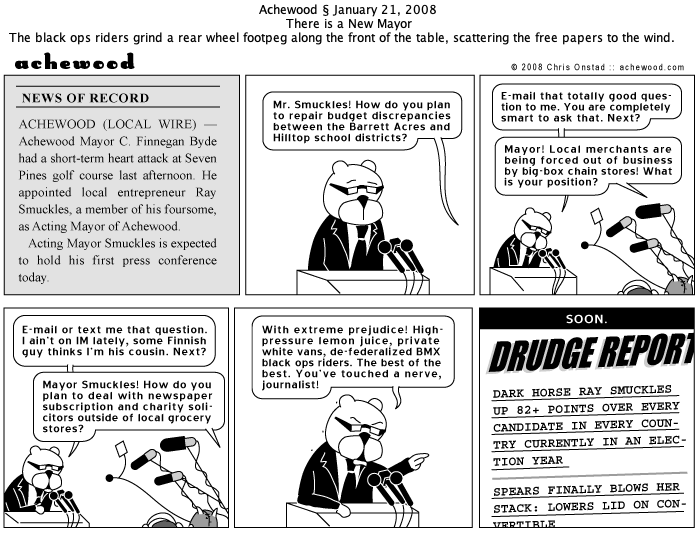 Achewood § January 21, 2008
There is a New Mayor
The black ops riders grind a rear wheel footpeg along the front of the table, scattering the free papers to the wind.
achewood
© 2008 Chris Onstad :: achewood.com
NEWS OF RECORD
ACHEWOOD (LOCAL WIRE) —
Achewood Mayor C. Finnegan Byde
had a short-term heart attack at Seven
Pines golf course last afternoon. He
appointed local entrepreneur Ray
Smuckles, a member of his foursome,
as Acting Mayor of Achewood.
Acting Mayor Smuckles is expected
to hold his first press conference
today.
Mr. Smuckles! How do you plan
to repair budget discrepancies
between the Barrett Acres and
Hilltop school districts?
E-mail that totally good ques-
tion to me. You are completely
smart to ask that. Next?
Mayor! Local merchants are
being forced out of business
by big-box chain stores! What
is your position?
E-mail or text me that question.
I ain't on IM lately, some Finnish
guy thinks I'm his cousin. Next?
Mayor Smuckles! How do you
plan to deal with newspaper
subscription and charity soli-
citors outside of local grocery
stores?
With extreme prejudice! High-
pressure lemon juice, private
white vans, de-federalized BMX
black ops riders. The best of the
best. You've touched a nerve,
journalist!
SOON.
DRUDGE REPORT
DARK HORSE RAY SMUCKLES
UP 82+ POINTS OVER EVERY
CANDIDATE IN EVERY COUN-
TRY CURRENTLY IN AN ELEC-
TION YEAR
SPEARS FINALLY BLOWS HER
STACK: LOWERS LID ON CON-
VERTIBLE